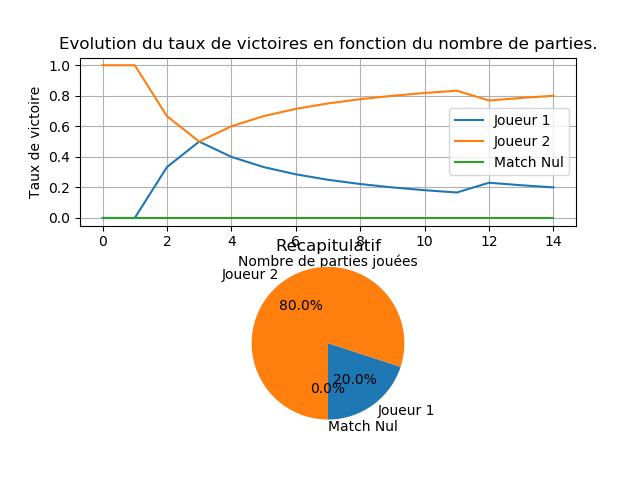 Evolution du taux de victoires en fonction du nombre de parties.
Taux de victoire
1.0
0.8
0.6
0.4
0.2
0.0
Joueur 1
Joueur 2
Match Nul
0 2 4 6 8 10 12 14
Récapitulatif
Nombre de parties jouées
Joueur 2
80.0%
20.0%
0.0%
Joueur 1
Match Nul